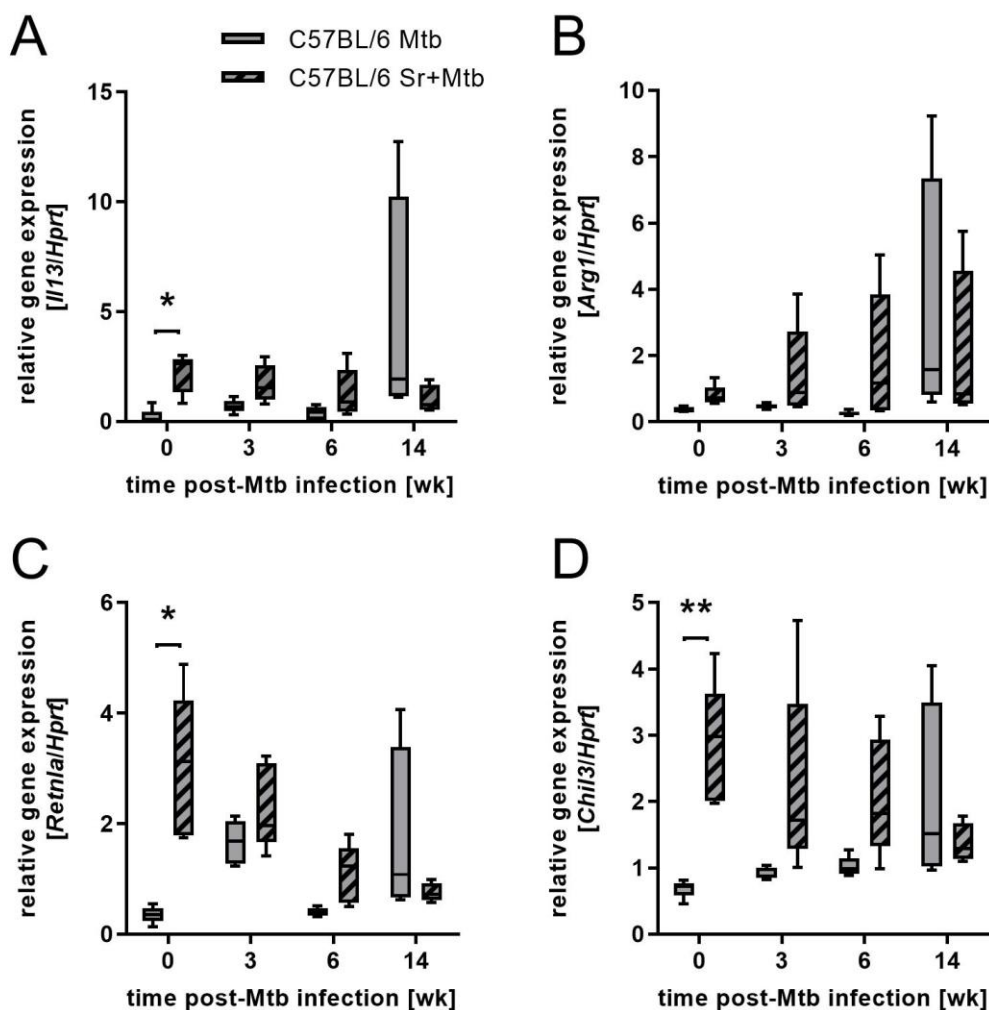 A
C57BL/6 Mtb
C57BL/6 Sr+Mtb
relative gene expression
[Il13/Hprt]
15
10
5
0
*
0 3 6 14
time post-Mtb infection [wk]
B
relative gene expression
[Arg1/Hprt]
10
8
6
4
2
0
0 3 6 14
time post-Mtb infection [wk]
C
relative gene expression
[Retnla/Hprt]
6
4
2
0
*
0 3 6 14
time post-Mtb infection [wk]
D
relative gene expression
[Chil3/Hprt]
5
4
3
2
1
0
**
0 3 6 14
time post-Mtb infection [wk]